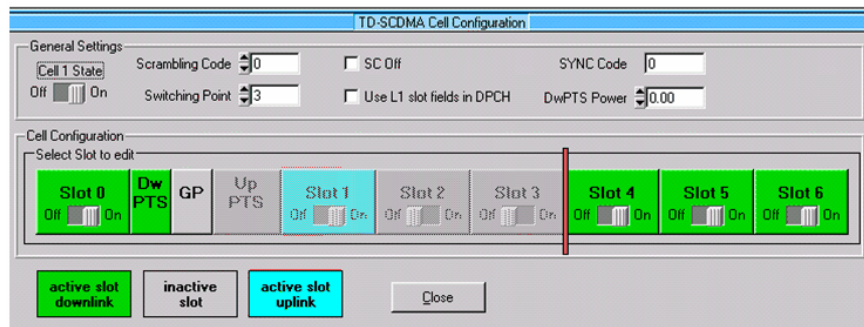 TD-SCDMA Cell Configuration
General Settings
Cell 1 State
Off On
Scrambling Code 0
Switching Point 3
SC Off
Use L1 slot fields in DPCH
SYNC Code 0
DwPTS Power 0.00
Cell Configuration
Select Slot to edit
Slot 0
Off On
Dw
PTS
GP
Up
PTS
Slot 1
Off On
Slot 2
Off On
Slot 3
Off On
Slot 4
Off On
Slot 5
Off On
Slot 6
Off On
active slot
downlink
inactive
slot
active slot
uplink
Close